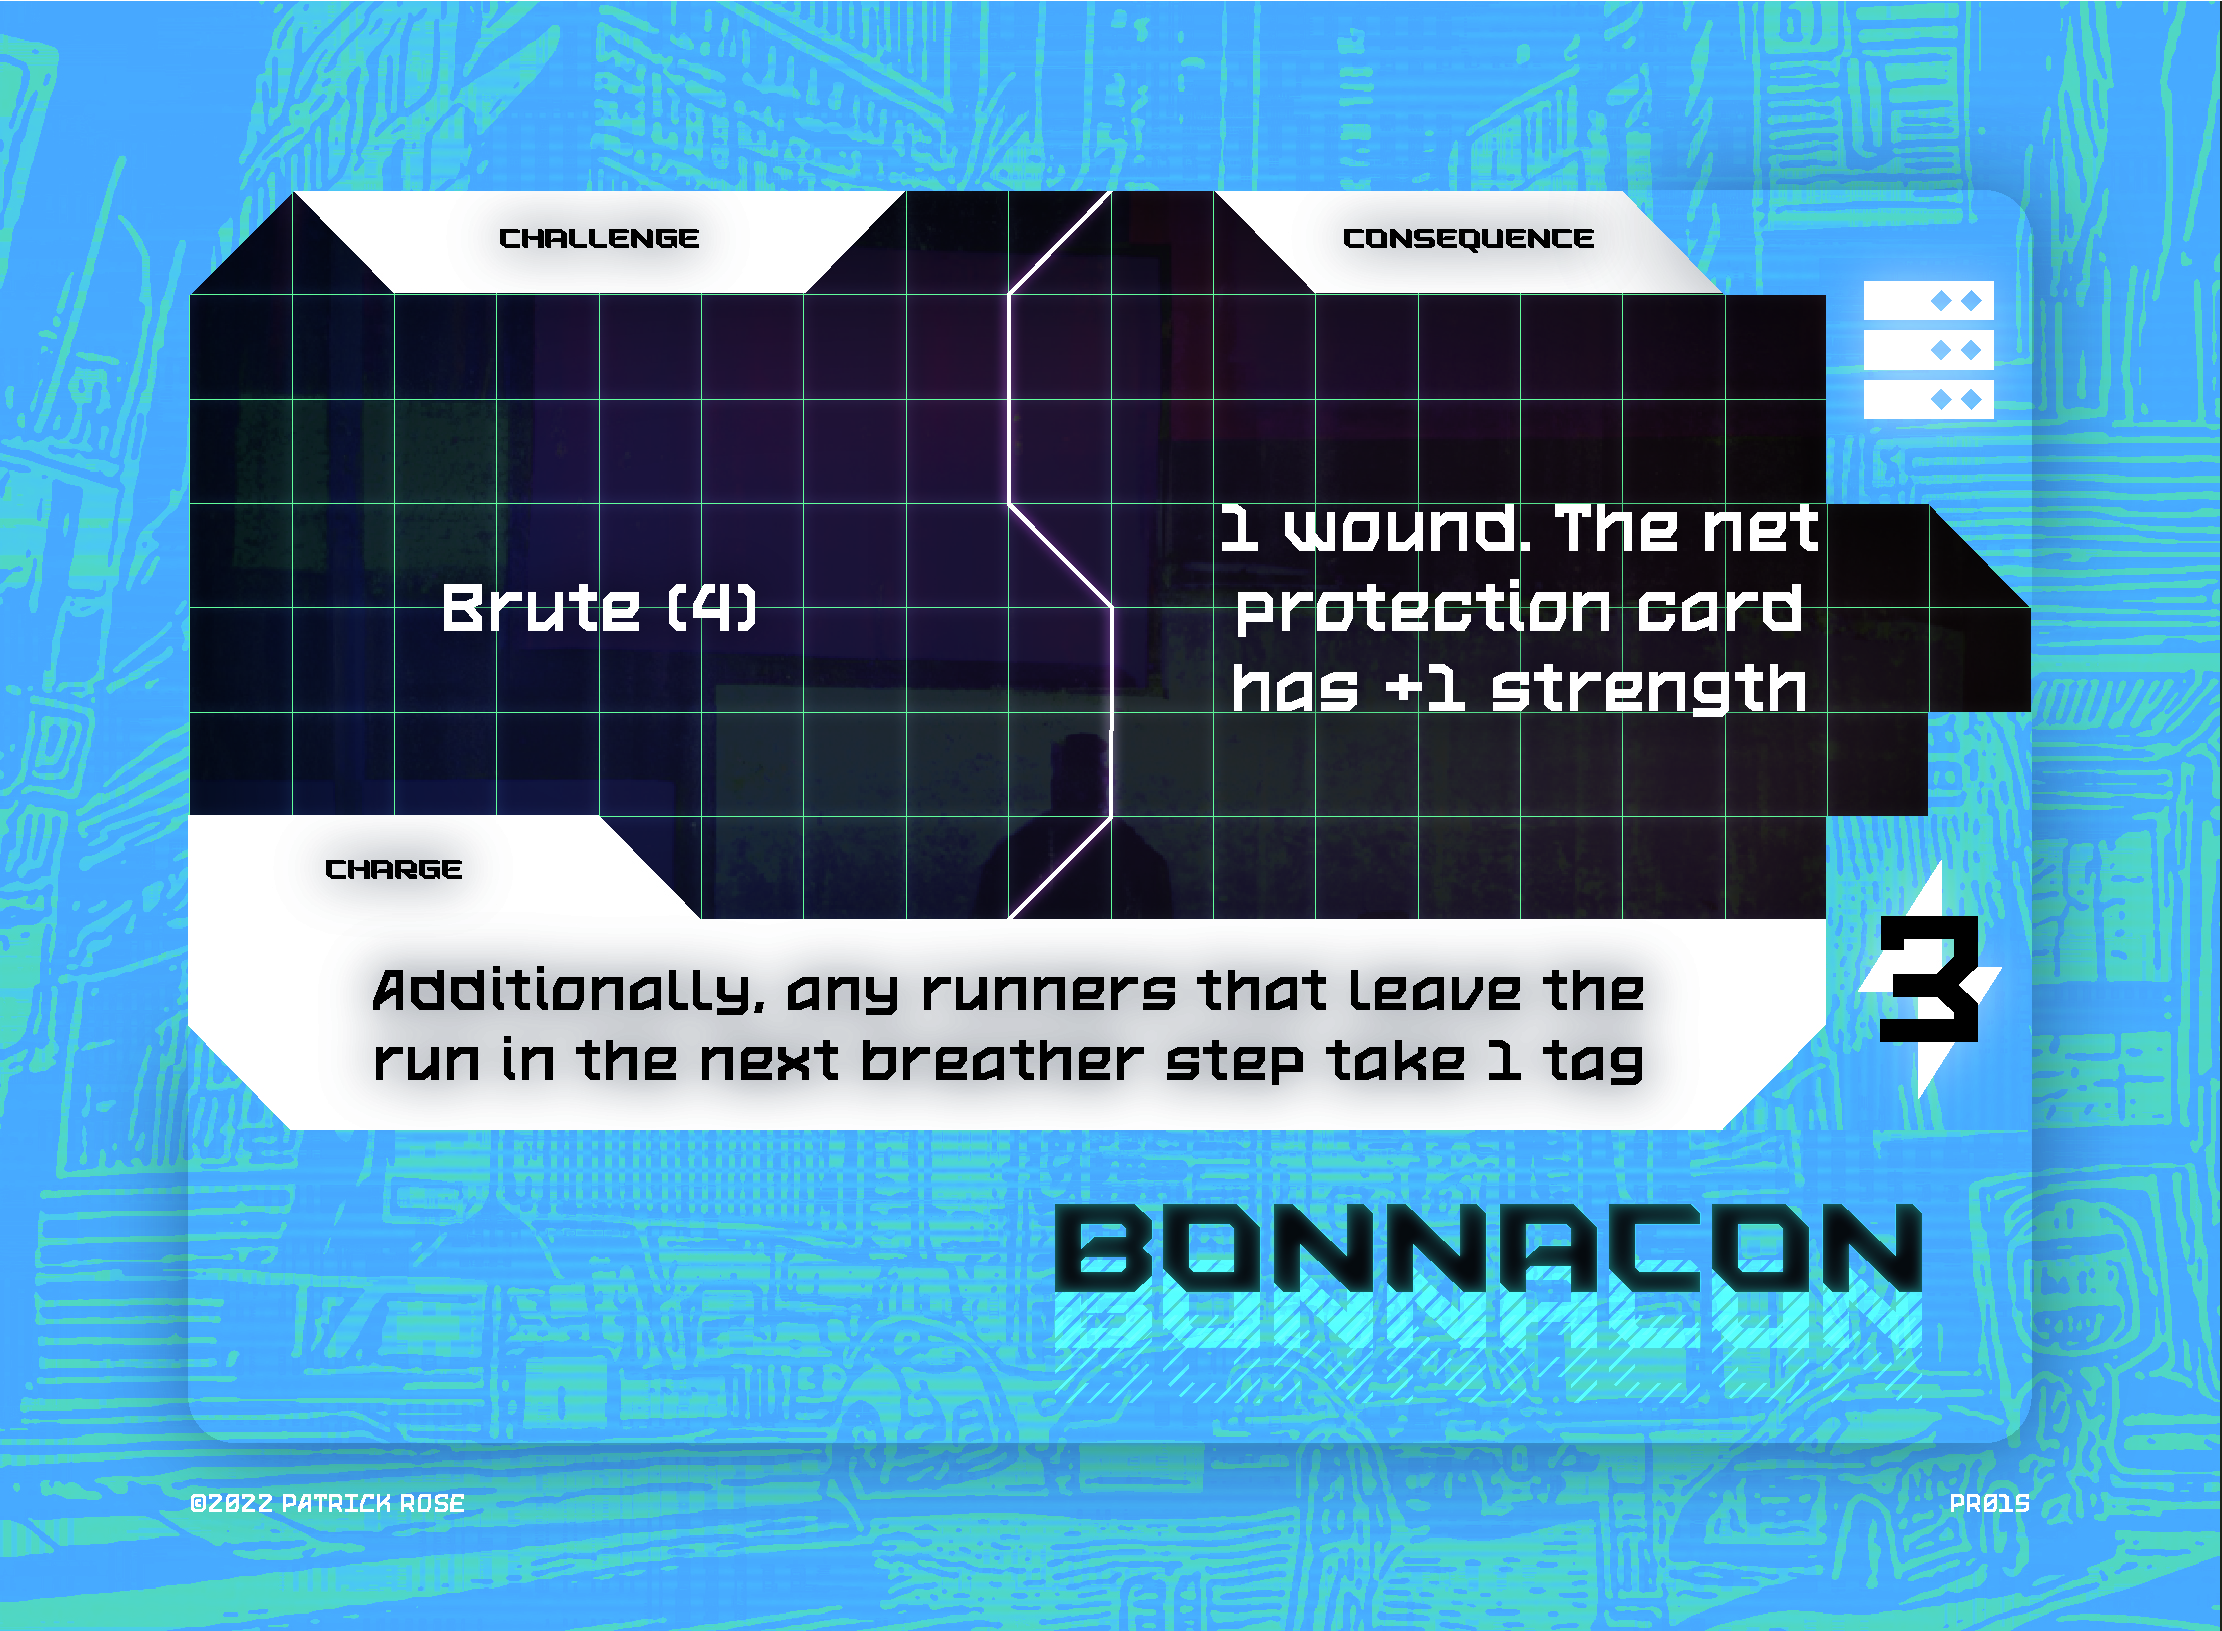 CHALLENGE
CONSEQUENCE
Brute (4)
1 wound. The net
protection card
has +1 strength
CHARGE
3
Additionally, any runners that leave the
run in the next breather step take 1 tag
BONNACON
©2022 PATRICK ROSE
PR015